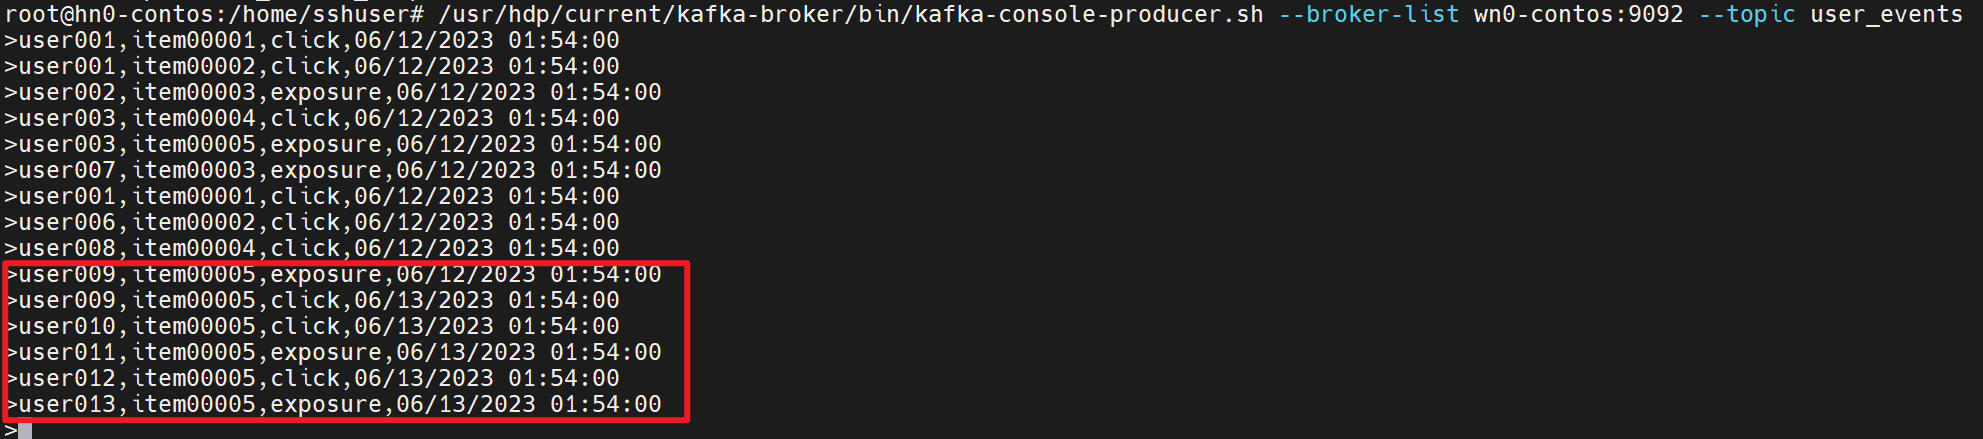 root@hn0-contos:/home/sshuser# /usr/hdp/current/kafka-broker/bin/kafka-console-producer.sh --broker-list wn0-contos:9092 --topic user_events
>user001,item00001,click,06/12/2023 01:54:00
>user001,item00002,click,06/12/2023 01:54:00
>user002,item00003,exposure,06/12/2023 01:54:00
>user003,item00004,click,06/12/2023 01:54:00
>user003,item00005,exposure,06/12/2023 01:54:00
>user007,item00003,exposure,06/12/2023 01:54:00
>user001,item00001,click,06/12/2023 01:54:00
>user006,item00002,click,06/12/2023 01:54:00
>user008,item00004,click,06/12/2023 01:54:00
>user009,item00005,exposure,06/12/2023 01:54:00
>user009,item00005,click,06/13/2023 01:54:00
>user010,item00005,click,06/13/2023 01:54:00
>user011,item00005,exposure,06/13/2023 01:54:00
>user012,item00005,click,06/13/2023 01:54:00
>user013,item00005,exposure,06/13/2023 01:54:00
>